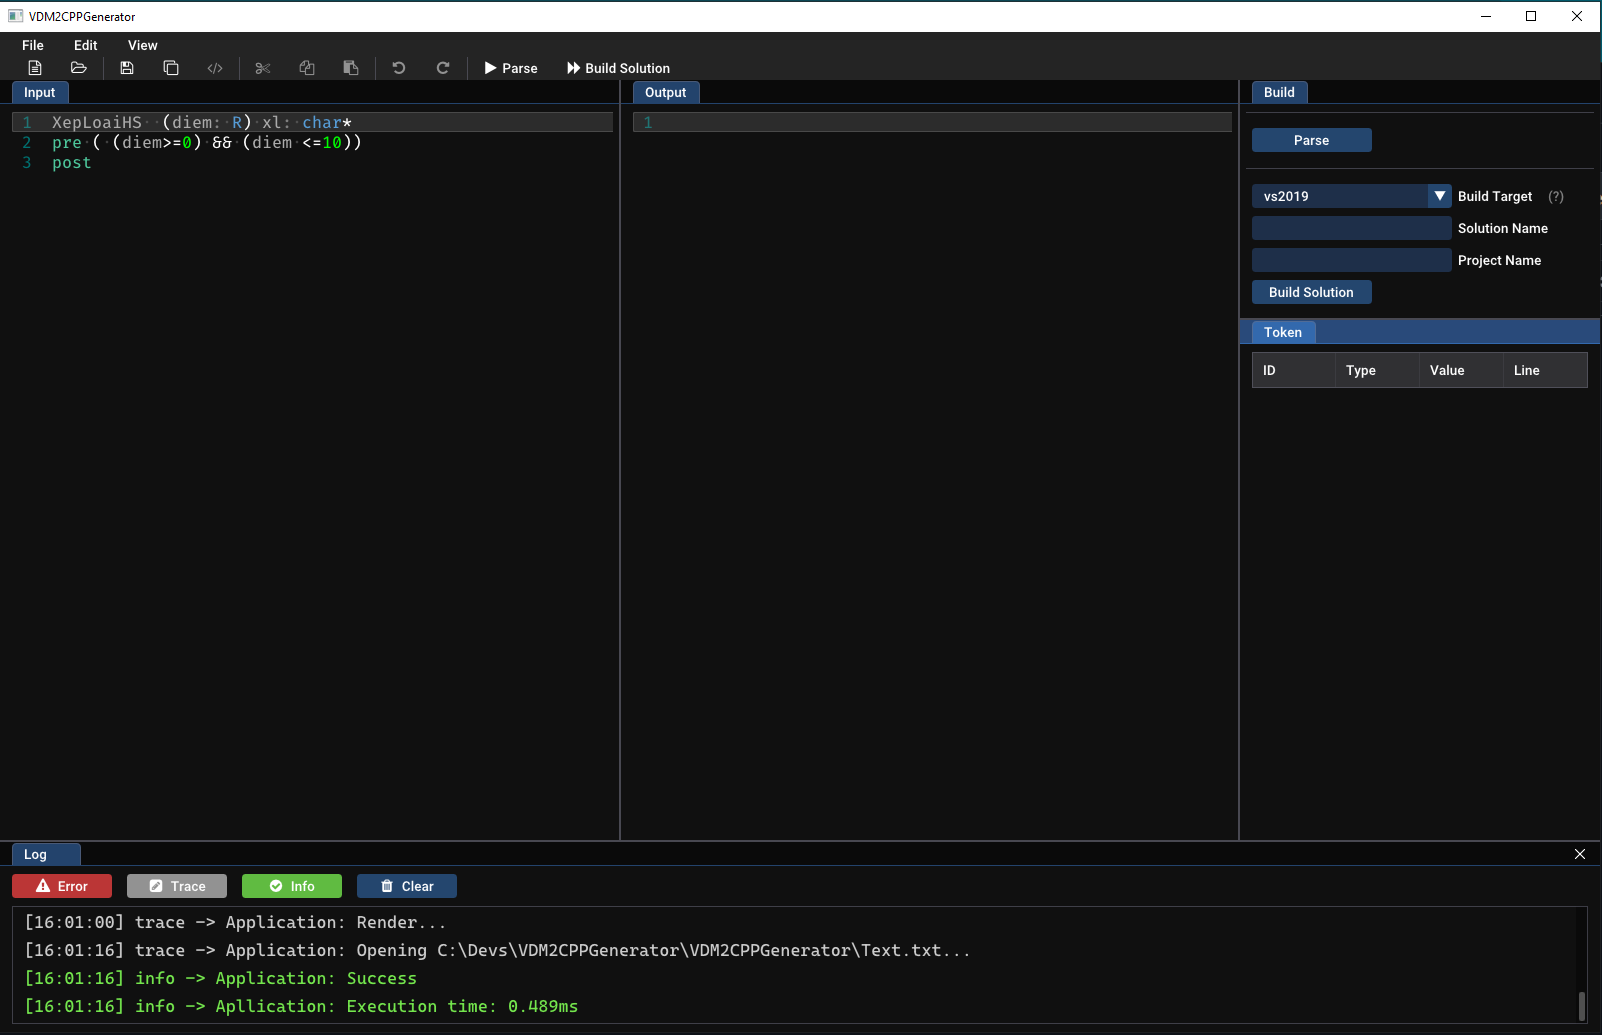 VDM2CPPGenerator
File Edit View
</> Parse Build Solution
Input
1 XepLoaiHS··(diem:·R)·xl:·char*
2 pre·(·(diem>=0)·&&·(diem·<=10))
3 post
Output
1
Build
Parse
vs2019 Build Target (?)
Solution Name
Project Name
Build Solution
Token
ID Type Value Line
Log
Error Trace Info Clear
[16:01:00] trace -> Application: Render...
[16:01:16] trace -> Application: Opening C:\Devs\VDM2CPPGenerator\VDM2CPPGenerator\Text.txt...
[16:01:16] info -> Application: Success
[16:01:16] info -> Apllication: Execution time: 0.489ms